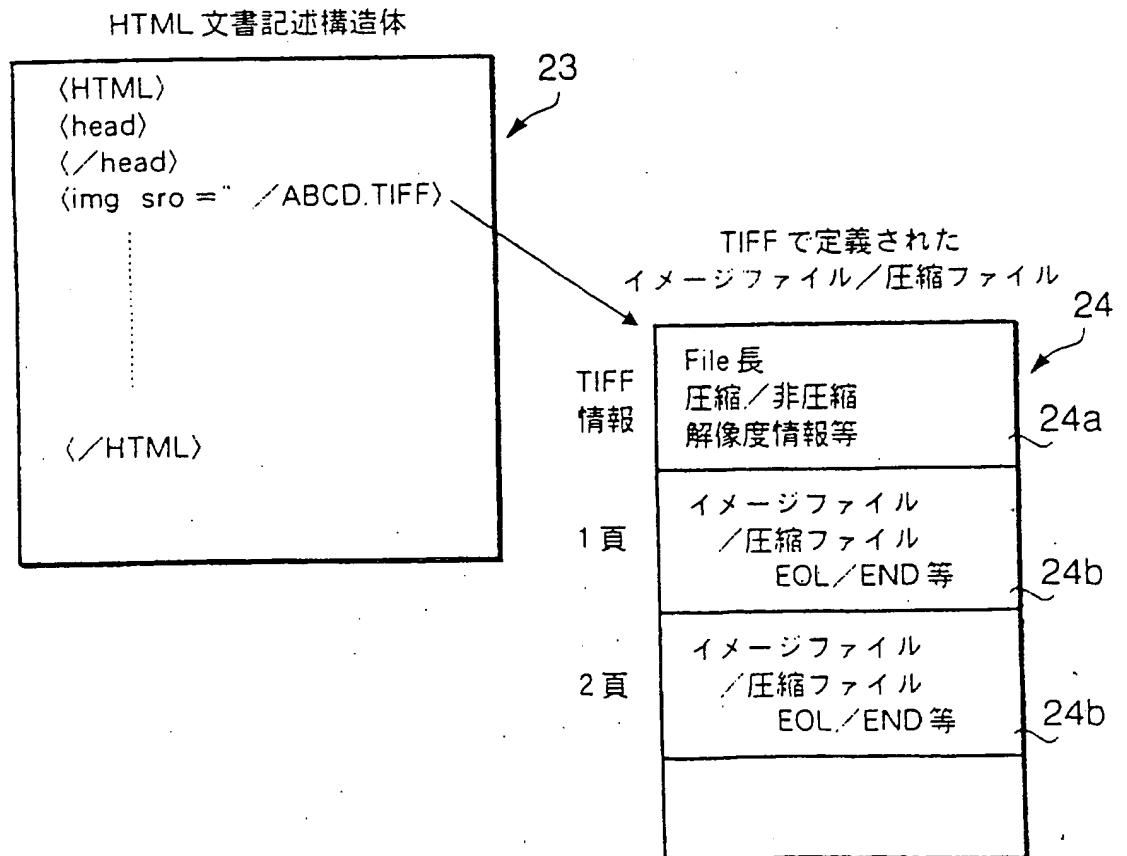 HTML 文書記述構造体
23
〈HTML〉
〈head〉
〈／head〉
〈img sro =" ／ABCD.TIFF〉
〈／HTML〉
TIFF で定義された
イメージファイル／圧縮ファイル
24
TIFF
情報
File 長
圧縮／非圧縮
解像度情報等
24a
1 頁
イメージファイル
／圧縮ファイル
EOL／END 等
24b
2 頁
イメージファイル
／圧縮ファイル
EOL／END 等
24b